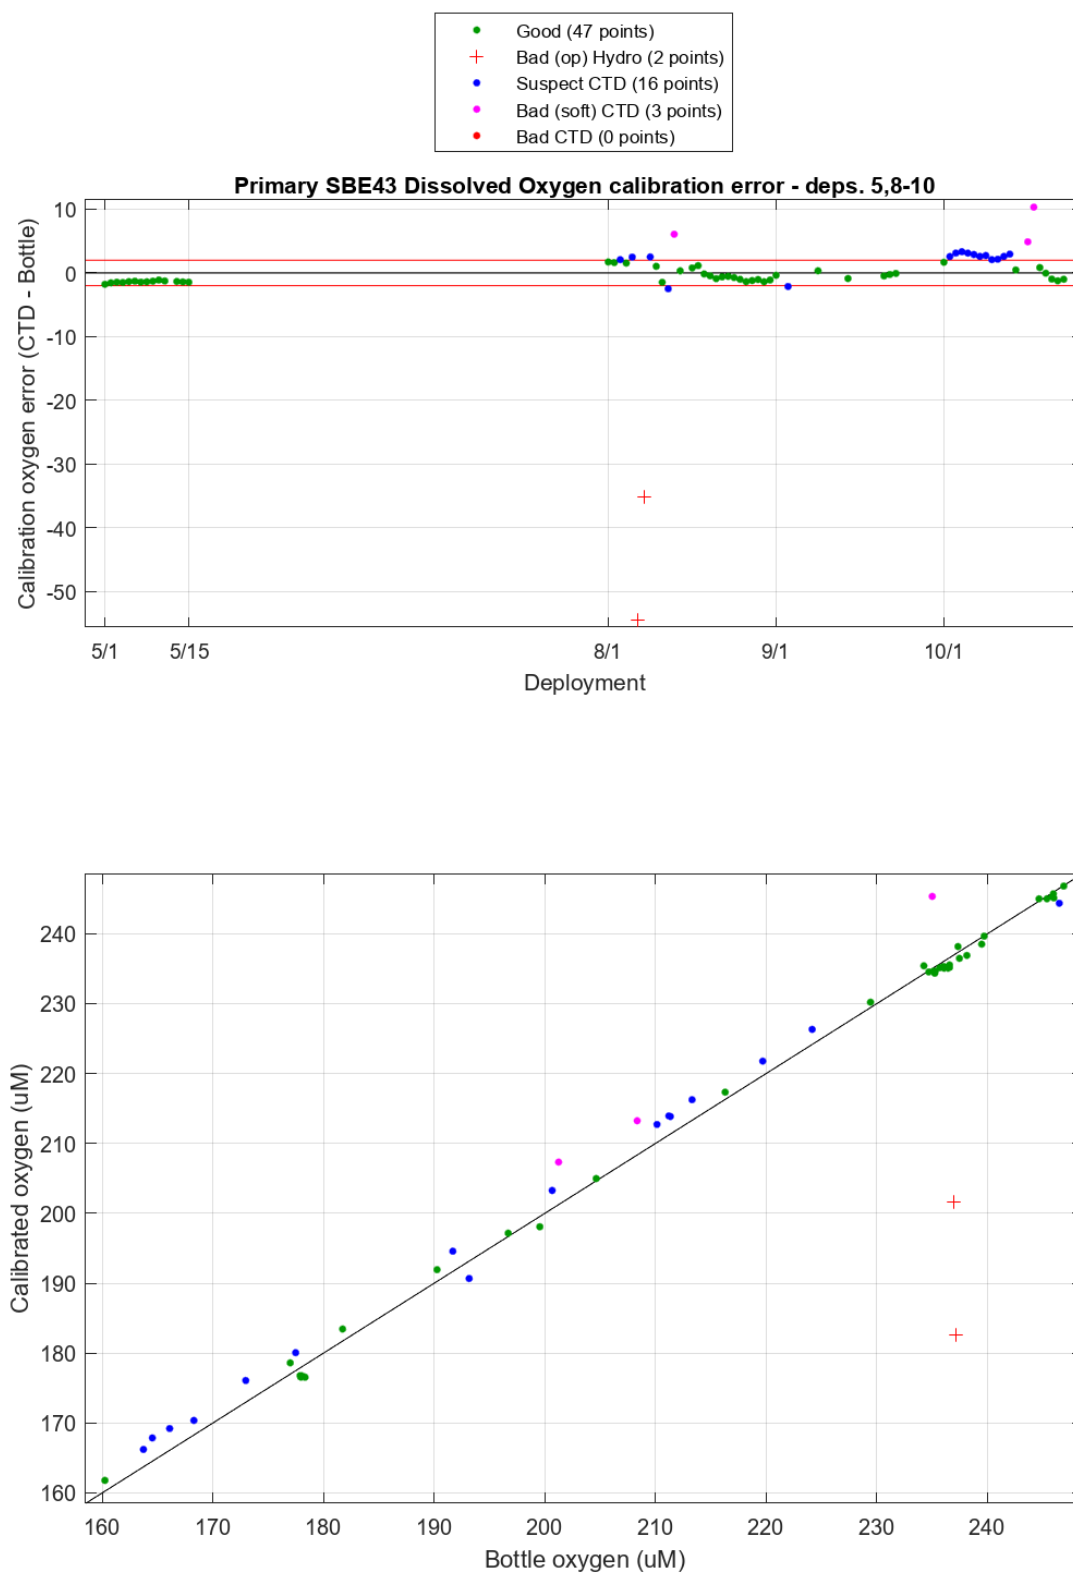 Good (47 points)
Bad (op) Hydro (2 points)
Suspect CTD (16 points)
Bad (soft) CTD (3 points)
Bad CTD (0 points)
Primary SBE43 Dissolved Oxygen calibration error - deps. 5,8-10
Calibration oxygen error (CTD - Bottle)
10
0
-10
-20
-30
-40
-50
5/1 5/15 8/1 9/1 10/1
Deployment
Calibrated oxygen (uM)
240
230
220
210
200
190
180
170
160
160 170 180 190 200 210 220 230 240
Bottle oxygen (uM)